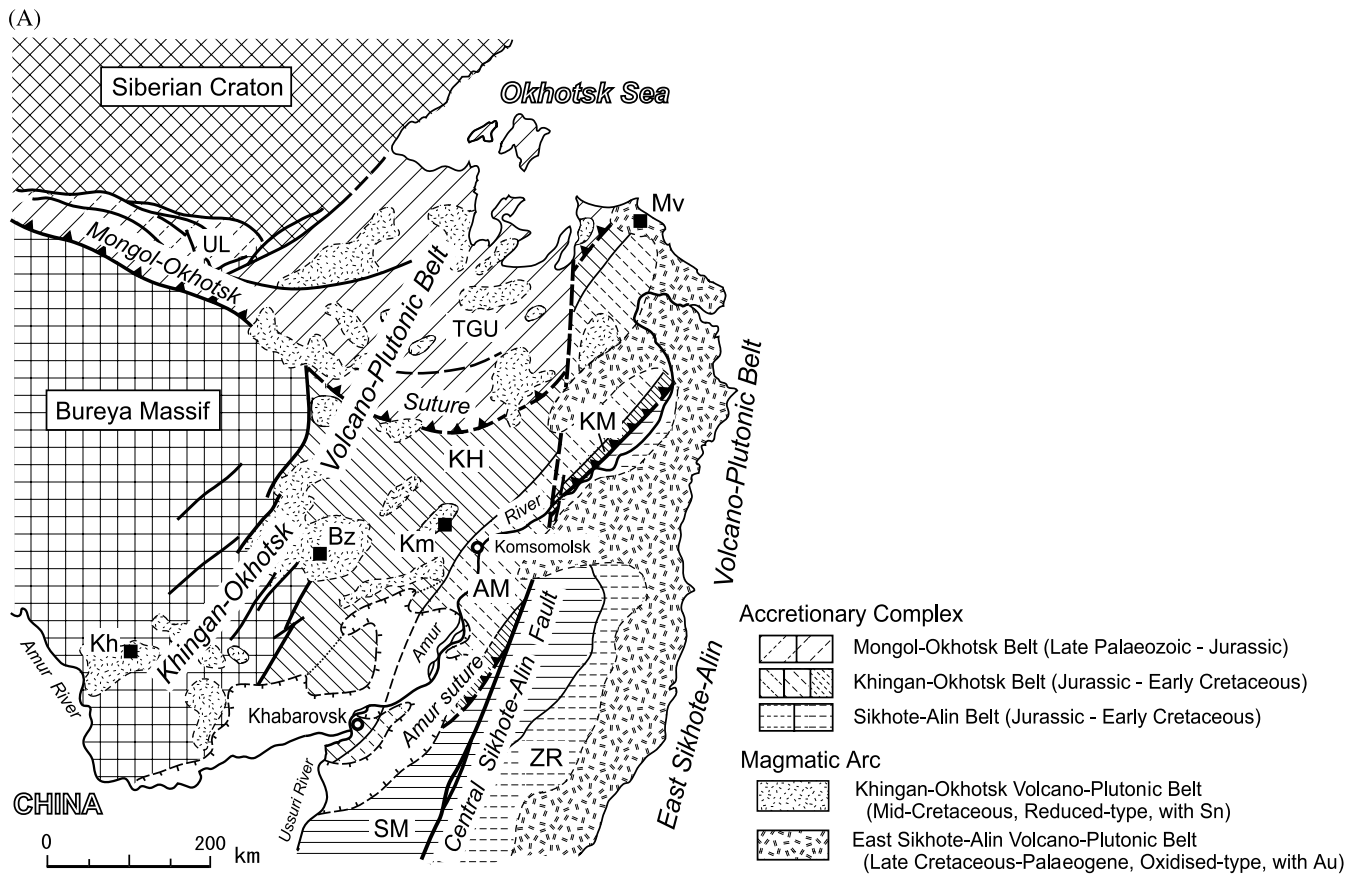 (A)
Siberian Craton
Okhotsk Sea
Mv
UL
Mongol-Okhotsk
Suture
Volcano-Plutonic Belt
Khingan-Okhotsk
TGU
Bureya Massif
KM
KH
River
Bz
Km
Komsomolsk
AM
Kh
Amur River
Amur
Khabarovsk
Amur suture
Central Sikhote-Alin Fault
ZR
Ussuri River
SM
Volcano-Plutonic Belt
East Sikhote-Alin
CHINA
0 200 km
Accretionary Complex
Mongol-Okhotsk Belt (Late Palaeozoic - Jurassic)
Khingan-Okhotsk Belt (Jurassic - Early Cretaceous)
Sikhote-Alin Belt (Jurassic - Early Cretaceous)
Magmatic Arc
Khingan-Okhotsk Volcano-Plutonic Belt
(Mid-Cretaceous, Reduced-type, with Sn)
East Sikhote-Alin Volcano-Plutonic Belt
(Late Cretaceous-Palaeogene, Oxidised-type, with Au)